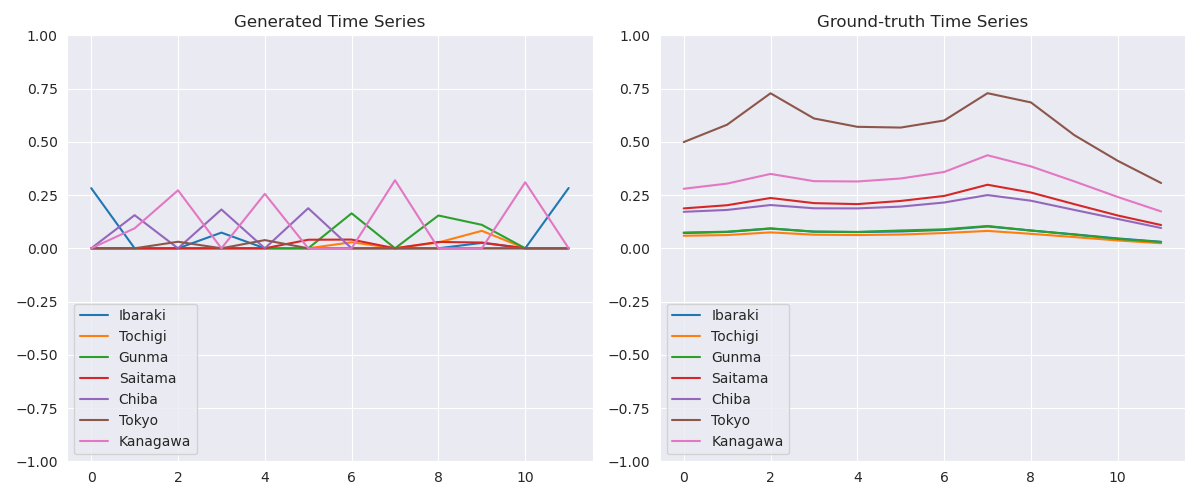 Generated Time Series
1.00
0.75
0.50
0.25
0.00
−0.25
−0.50
−0.75
−1.00
Ibaraki
Tochigi
Gunma
Saitama
Chiba
Tokyo
Kanagawa
0 2 4 6 8 10
Ground-truth Time Series
1.00
0.75
0.50
0.25
0.00
−0.25
−0.50
−0.75
−1.00
Ibaraki
Tochigi
Gunma
Saitama
Chiba
Tokyo
Kanagawa
0 2 4 6 8 10